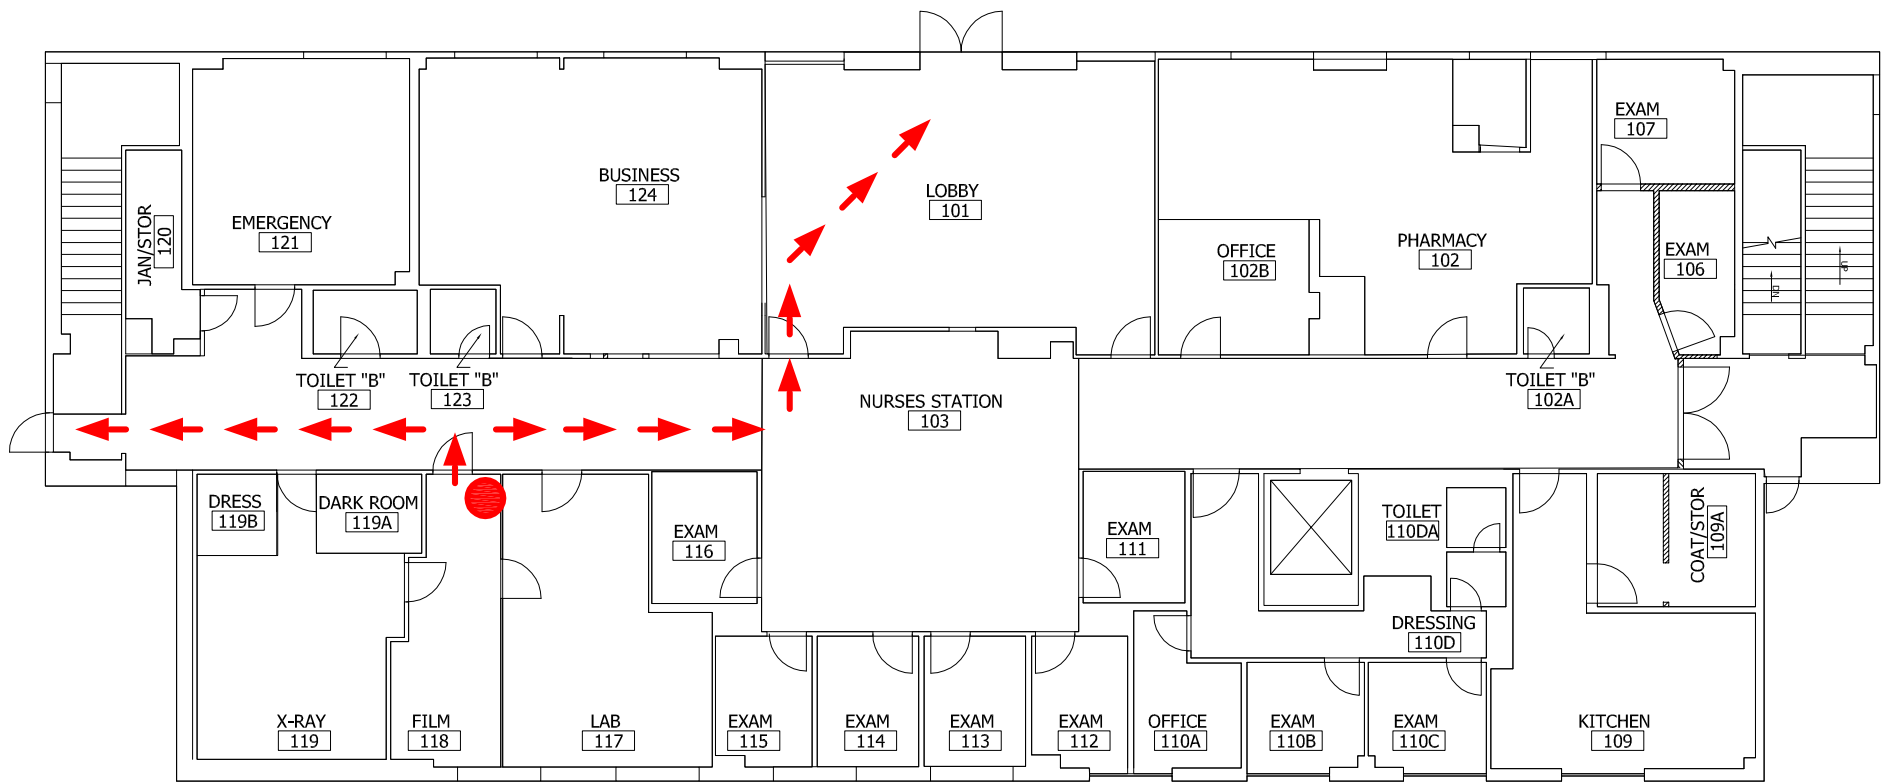 EXAM
107
BUSINESS
124
LOBBY
101
JAN/STOR
120
EMERGENCY
121
PHARMACY
102
OFFICE
102B
EXAM
106
UP
DN
TOILET "B"
122
TOILET "B"
123
TOILET "B"
102A
NURSES STATION
103
DRESS
119B
DARK ROOM
119A
EXAM
116
EXAM
111
TOILET
110DA
COAT/STOR
109A
DRESSING
110D
X-RAY
119
FILM
118
LAB
117
EXAM
115
EXAM
114
EXAM
113
EXAM
112
OFFICE
110A
EXAM
110B
EXAM
110C
KITCHEN
109